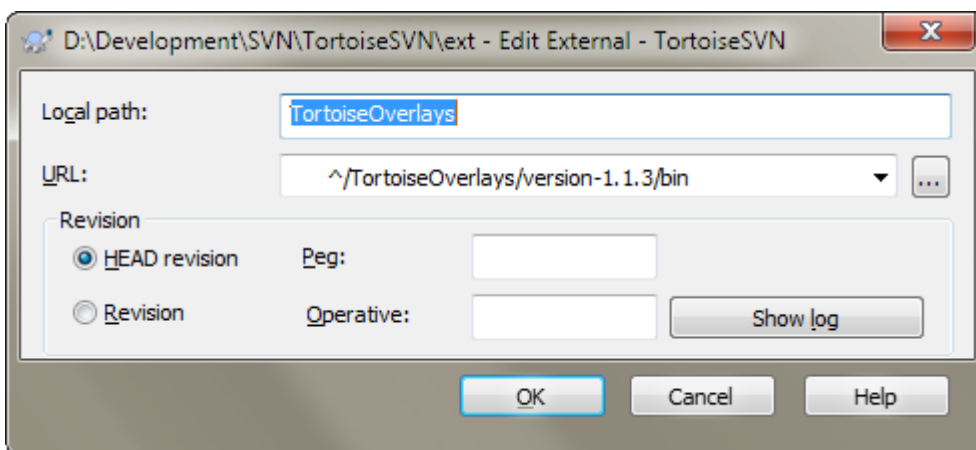 D:\Development\SVN\TortoiseSVN\ext - Edit External - TortoiseSVN
Local path: TortoiseOverlays
URL: ^/TortoiseOverlays/version-1.1.3/bin ...
Revision
HEAD revision Peg:
Revision Operative: Show log
OK Cancel Help